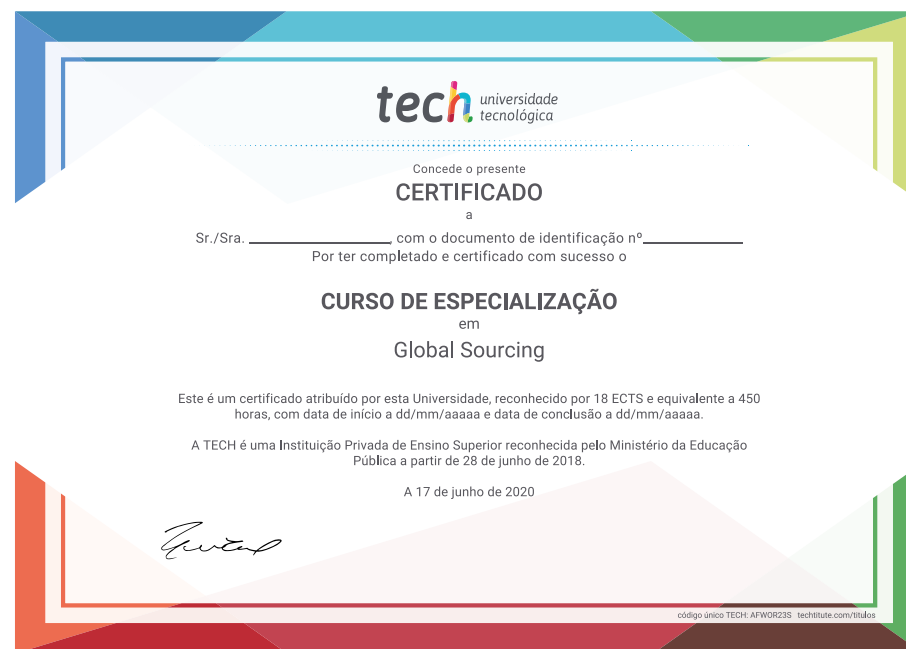 tech universidade
tecnológica
Concede o presente
CERTIFICADO
a
Sr./Sra. ____________________, com o documento de identificação nº______________
Por ter completado e certificado com sucesso o
CURSO DE ESPECIALIZAÇÃO
em
Global Sourcing
Este é um certificado atribuído por esta Universidade, reconhecido por 18 ECTS e equivalente a 450
horas, com data de início a dd/mm/aaaaa e data de conclusão a dd/mm/aaaaa.
A TECH é uma Instituição Privada de Ensino Superior reconhecida pelo Ministério da Educação
Pública a partir de 28 de junho de 2018.
A 17 de junho de 2020
código único TECH: AFWOR23S techtitute.com/titulos